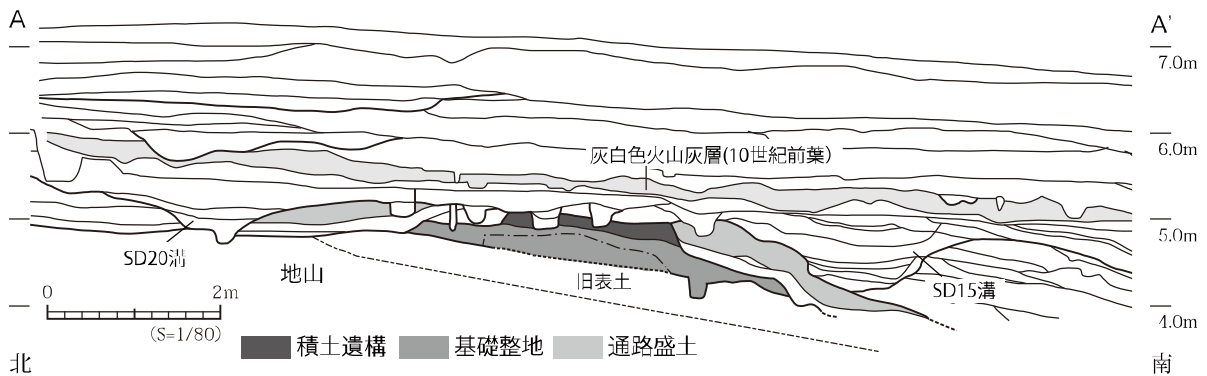 A
A'
7.0m
6.0m
灰白色火山灰層(10世紀前葉)
5.0m
SD20溝
地山
旧表土
SD15溝
0
2m
(S=1/80)
4.0m
積土遺構
基礎整地
通路盛土
北
南